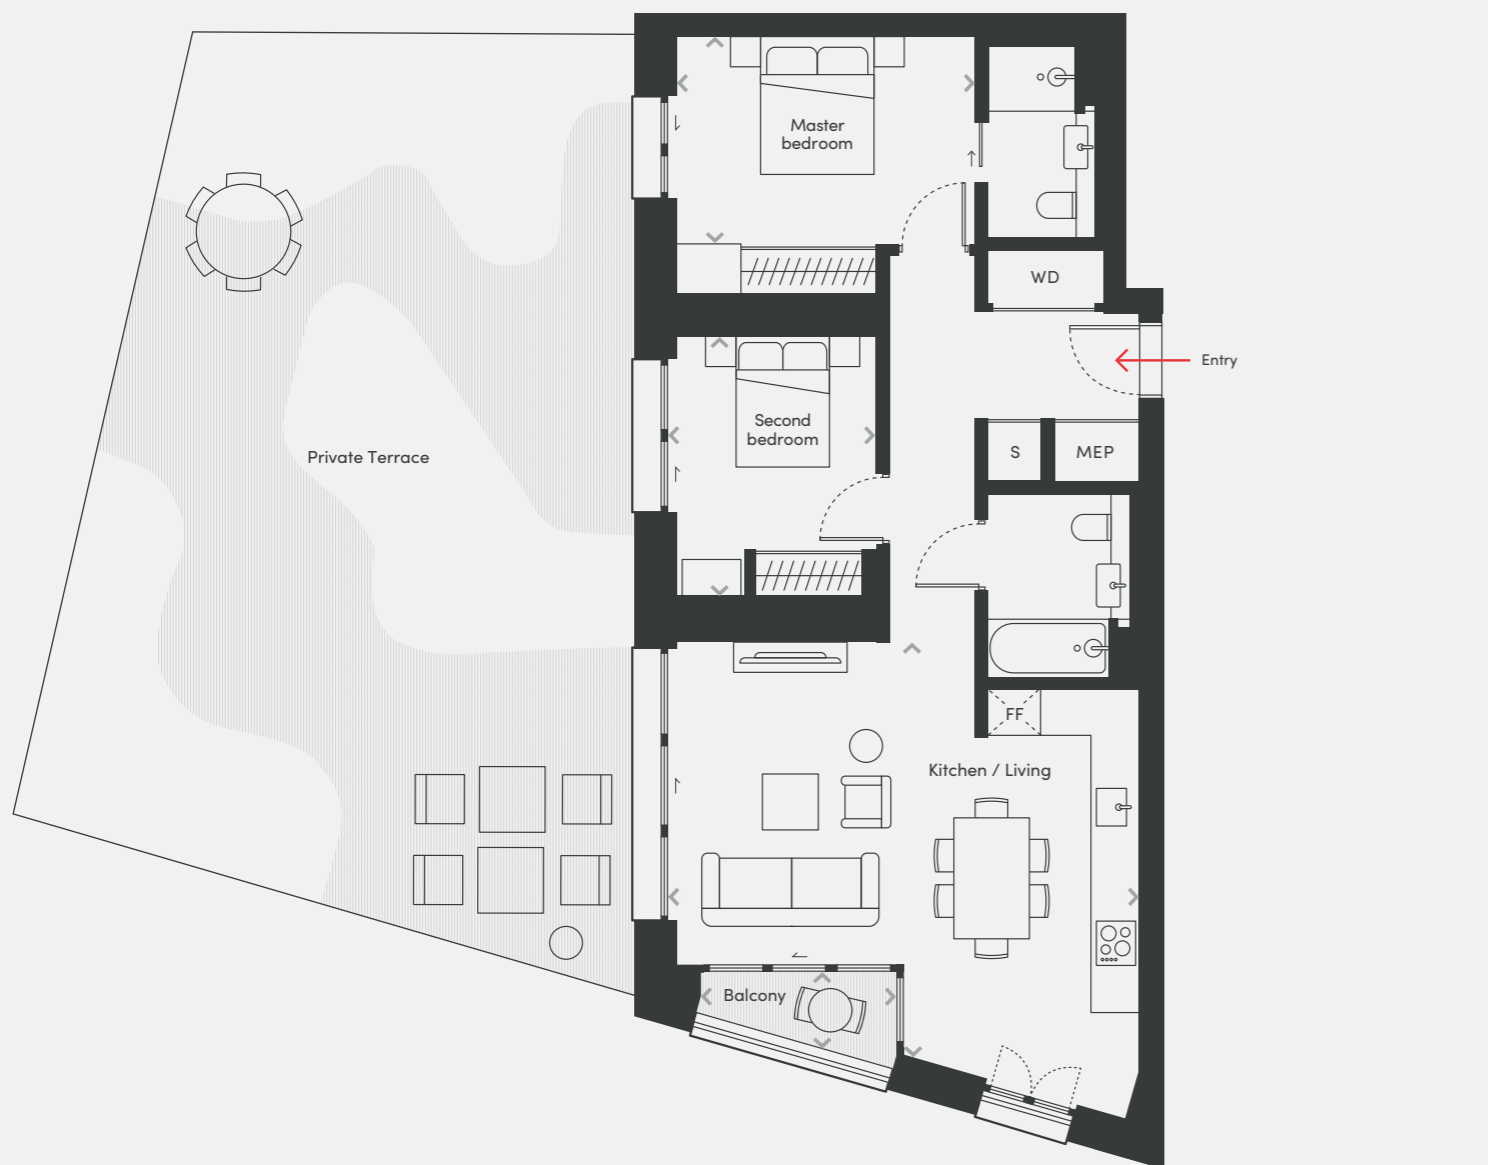 Master
bedroom
WD
Entry
Second
bedroom
S
MEP
Private Terrace
FF
Kitchen / Living
Balcony